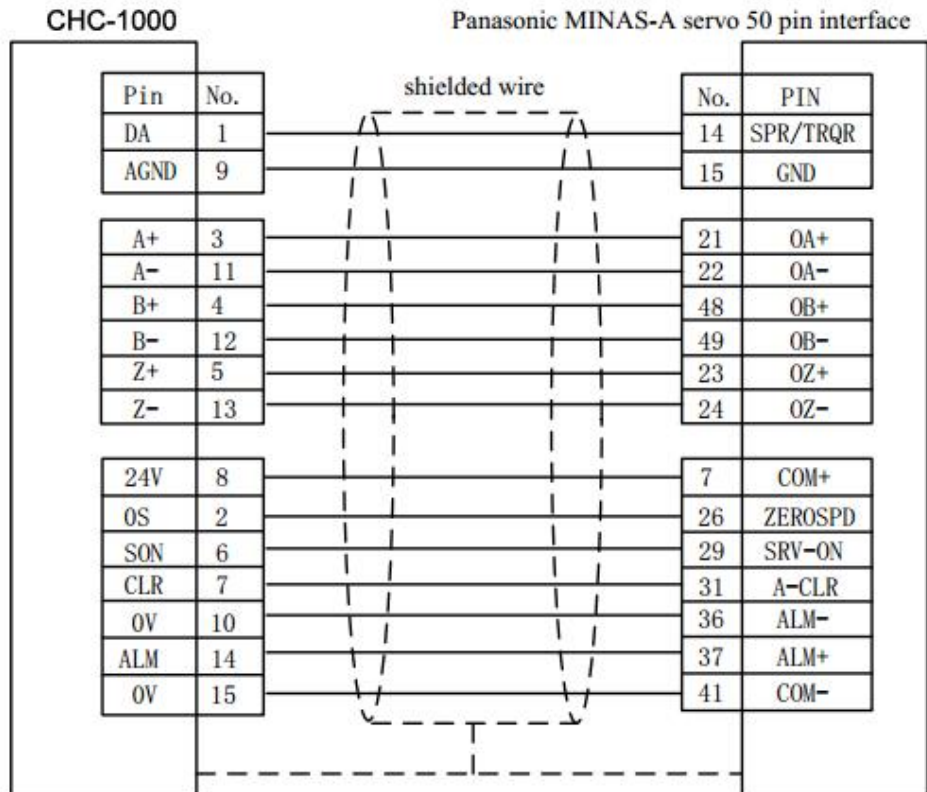 CHC-1000 Panasonic MINAS-A servo 50 pin interface
shielded wire
Pin No. No. PIN
DA 1 14 SPR/TRQR
AGND 9 15 GND
A+ 3 21 OA+
A- 11 22 OA-
B+ 4 48 OB+
B- 12 49 OB-
Z+ 5 23 OZ+
Z- 13 24 OZ-
24V 8 7 COM+
OS 2 26 ZEROSPD
SON 6 29 SRV-ON
CLR 7 31 A-CLR
0V 10 36 ALM-
ALM 14 37 ALM+
0V 15 41 COM-